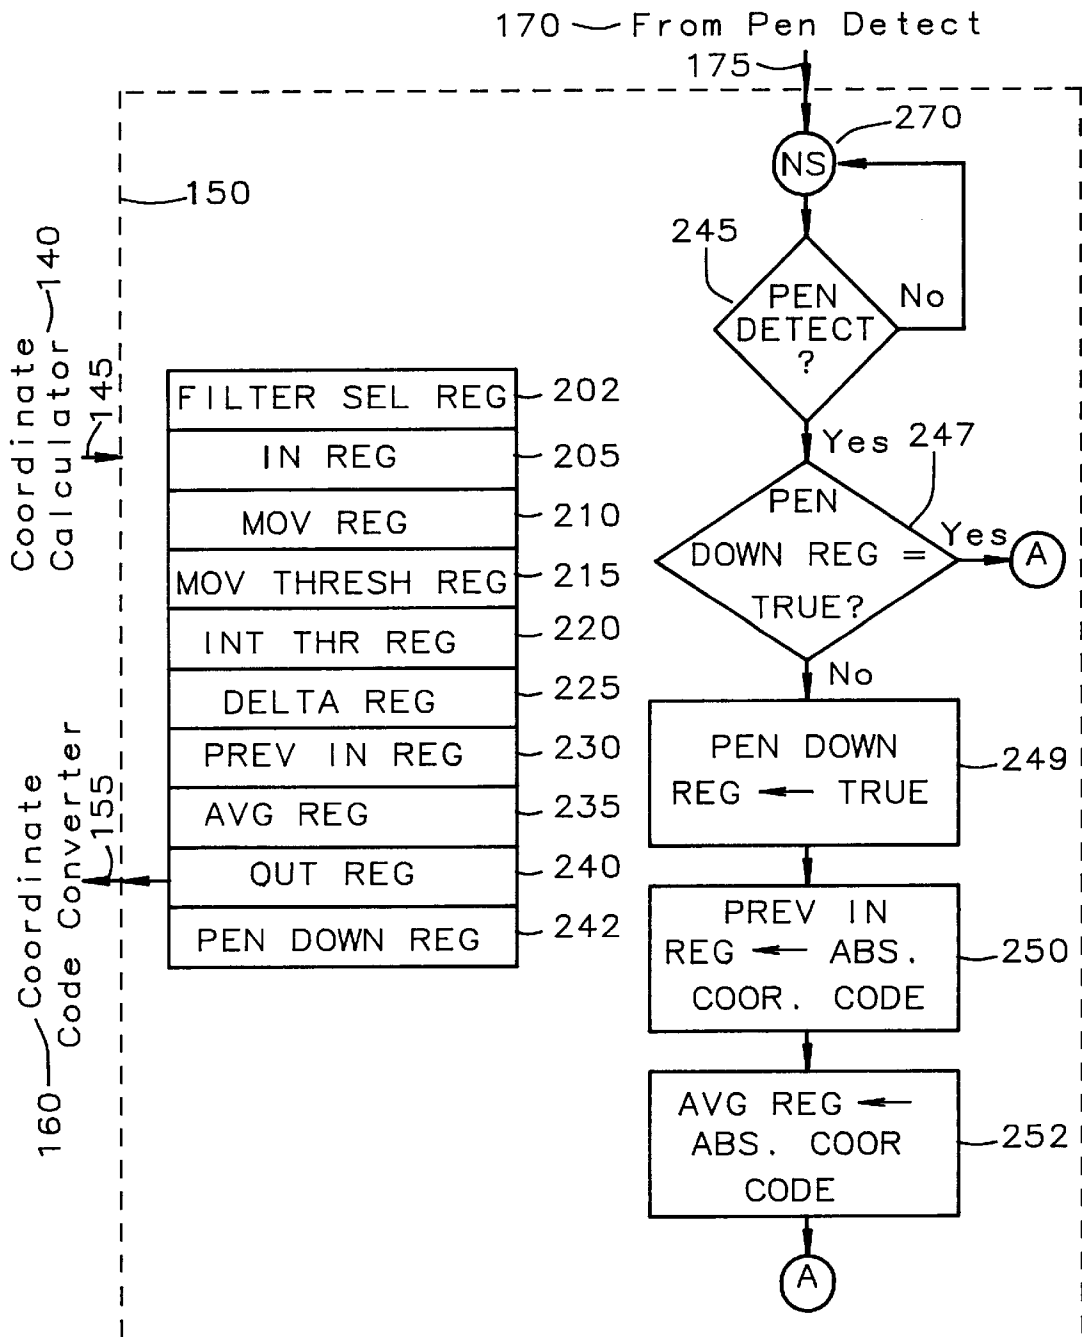 170 From Pen Detect
175
270
NS
150
245
PEN
DETECT
?
No
Coordinate
Calculator 140
145
FILTER SEL REG 202
IN REG 205
MOV REG 210
MOV THRESH REG 215
INT THR REG 220
DELTA REG 225
PREV IN REG 230
AVG REG 235
OUT REG 240
PEN DOWN REG 242
Yes
247
PEN
DOWN REG =
TRUE?
Yes
A
No
PEN DOWN
REG ← TRUE
249
PREV IN
REG ← ABS.
COOR. CODE
250
AVG REG ←
ABS. COOR
CODE
252
A
155
160 Coordinate
Code Converter